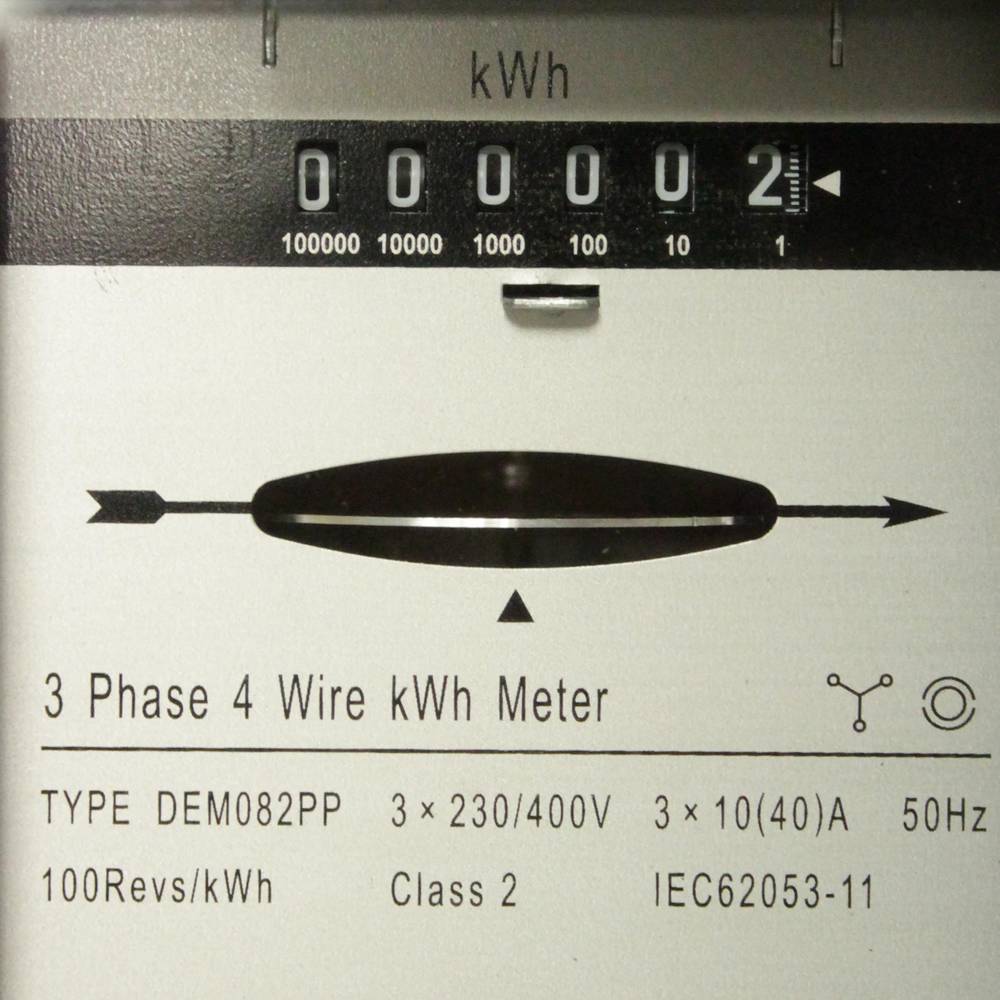 kWh
0 0 0 0 0 2
100000 10000 1000 100 10 1
3 Phase 4 Wire kWh Meter
TYPE DEM082PP 3 × 230/400V 3 × 10(40)A 50Hz
100Revs/kWh Class 2 IEC62053-11